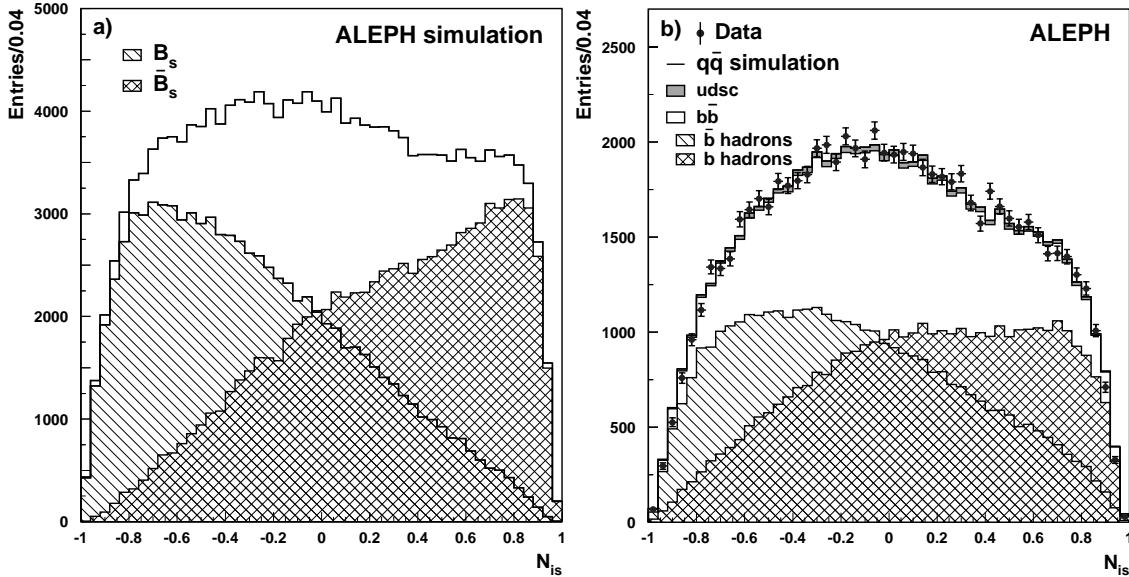 a)
ALEPH simulation
B_s
B̄_s
Entries/0.04
5000
4000
3000
2000
1000
0
-1 -0.8 -0.6 -0.4 -0.2 0 0.2 0.4 0.6 0.8 1
N_is
b)
ALEPH
Data
qq̄ simulation
udsc
bb̄
b̄ hadrons
b hadrons
Entries/0.04
2500
2000
1500
1000
500
0
-1 -0.8 -0.6 -0.4 -0.2 0 0.2 0.4 0.6 0.8 1
N_is